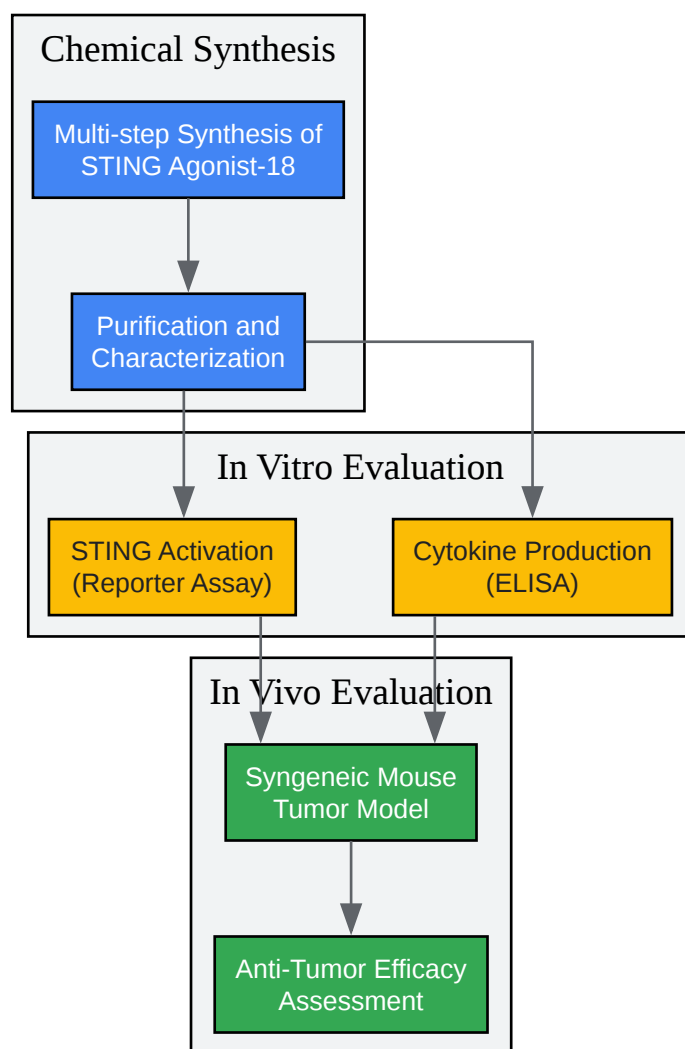 Chemical Synthesis
Multi-step Synthesis of
STING Agonist-18
Purification and
Characterization
In Vitro Evaluation
STING Activation
(Reporter Assay)
Cytokine Production
(ELISA)
In Vivo Evaluation
Syngeneic Mouse
Tumor Model
Anti-Tumor Efficacy
Assessment